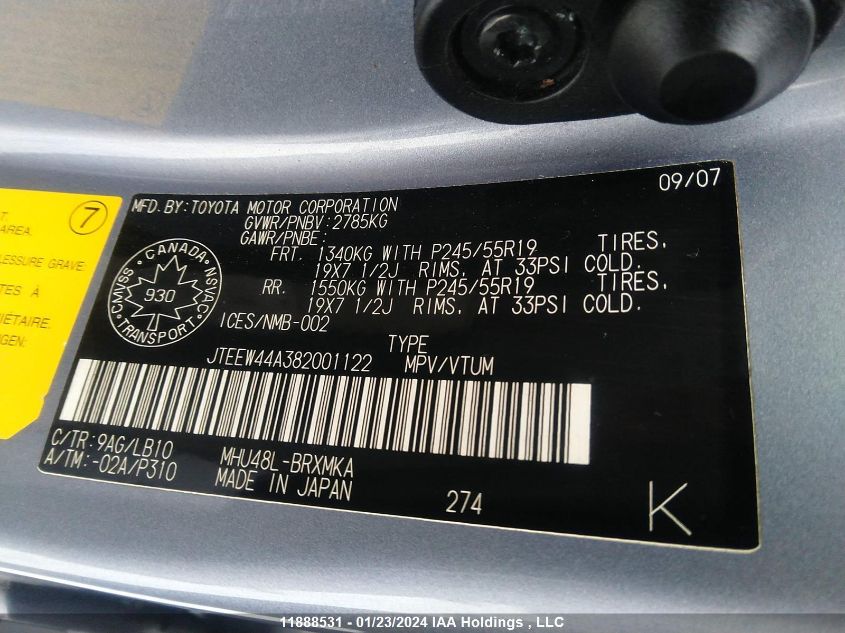 09/07
MFD. BY: TOYOTA MOTOR CORPORATION
GVWR/PNBV: 2785KG
GAWR/PNBE:
FRT. 1340KG WITH P245/55R19 TIRES,
19X7 1/2J RIMS, AT 33PSI COLD.
RR. 1550KG WITH P245/55R19 TIRES,
19X7 1/2J RIMS, AT 33PSI COLD.
ICES/NMB-002
CANADA
CMVSS 930 NSVAC
TRANSPORT
TYPE
JTEEW44A382001122 MPV/VTUM
C/TR: 9AG/LB10 MHU48L-BRXMKA
A/TM: -02A/P310 MADE IN JAPAN
274 K
7
AREA.
LESSURE GRAVE
TES À
IÉTAIRE.
NGEN:
11888531 - 01/23/2024 IAA Holdings , LLC